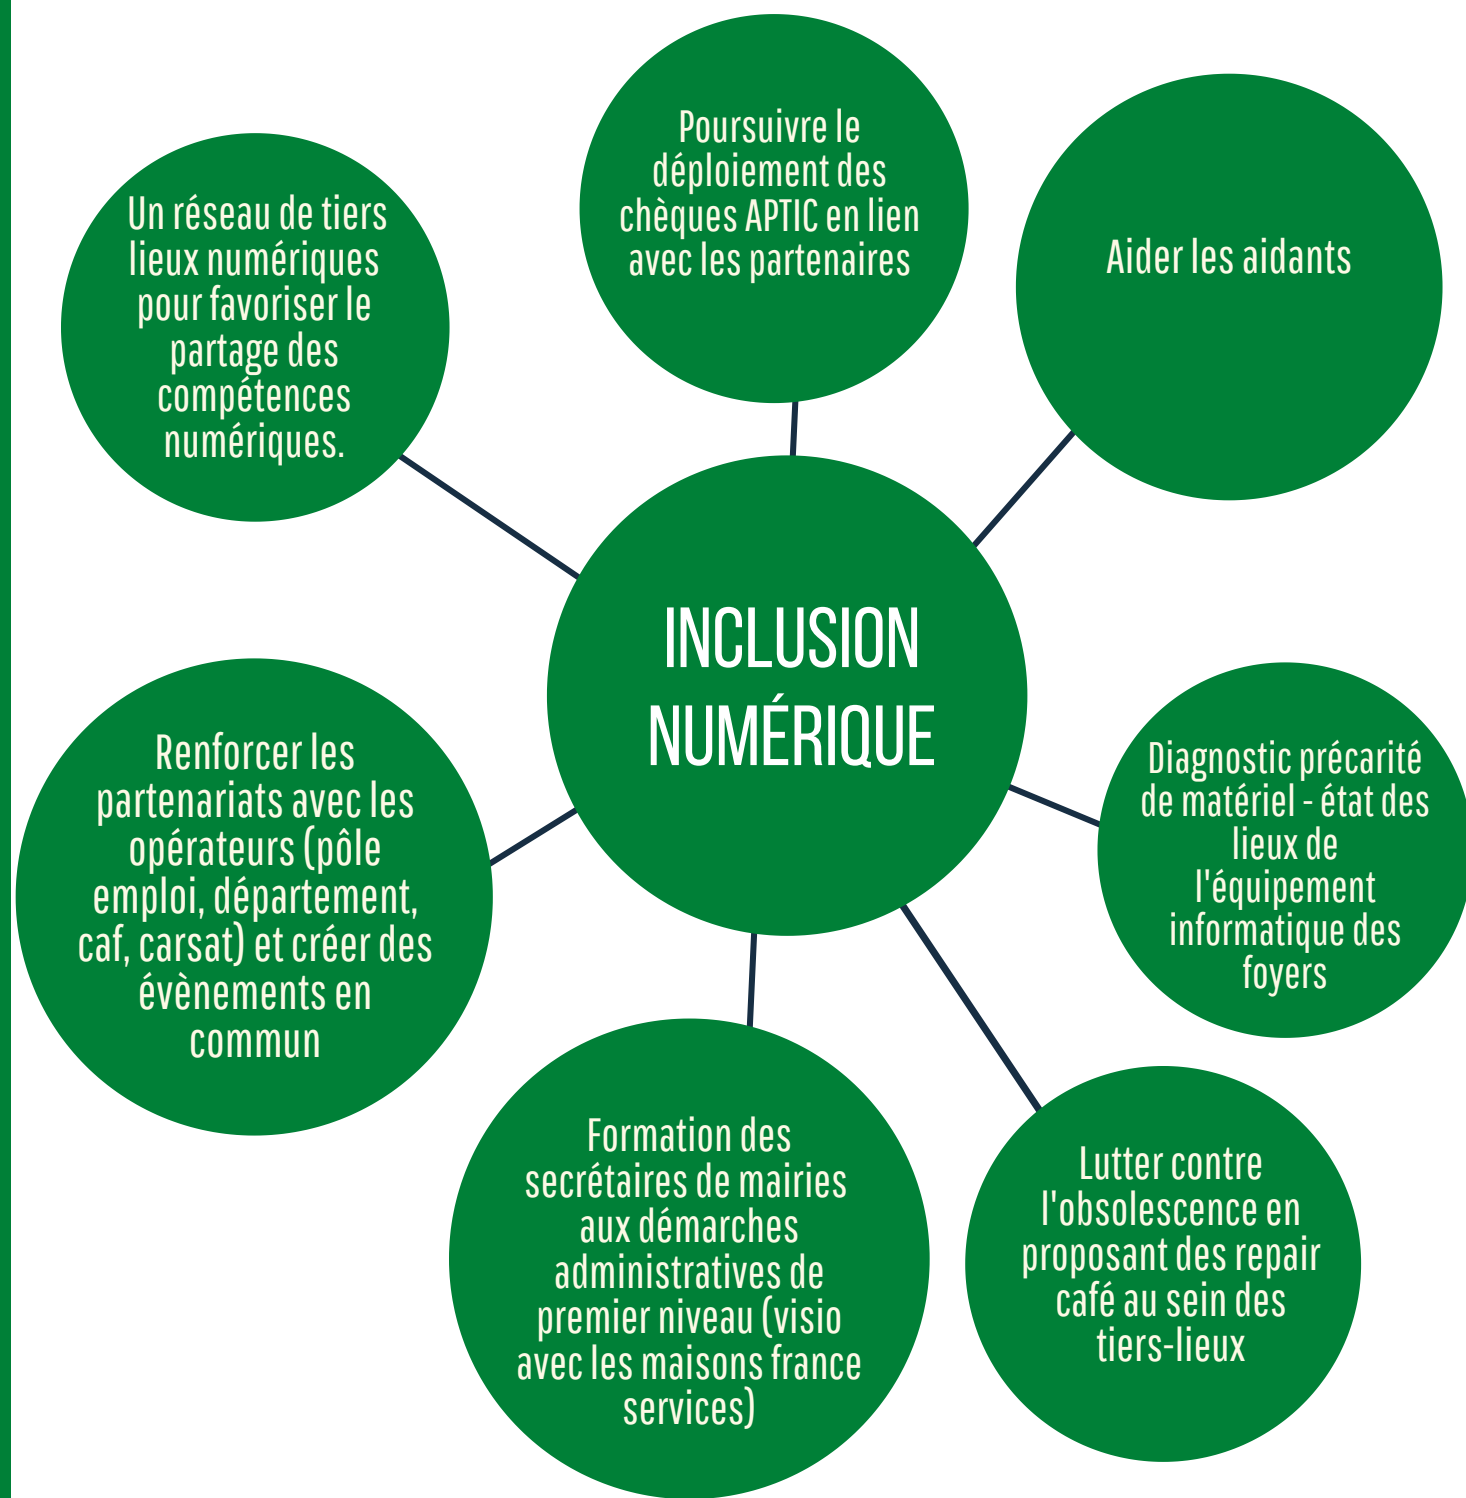 Poursuivre le
déploiement des
chèques APTIC en lien
avec les partenaires
Un réseau de tiers
lieux numériques
pour favoriser le
partage des
compétences
numériques.
Aider les aidants
INCLUSION
NUMÉRIQUE
Renforcer les
partenariats avec les
opérateurs (pôle
emploi, département,
caf, carsat) et créer des
évènements en
commun
Diagnostic précarité
de matériel - état des
lieux de
l'équipement
informatique des
foyers
Formation des
secrétaires de mairies
aux démarches
administratives de
premier niveau (visio
avec les maisons france
services)
Lutter contre
l'obsolescence en
proposant des repair
café au sein des
tiers-lieux